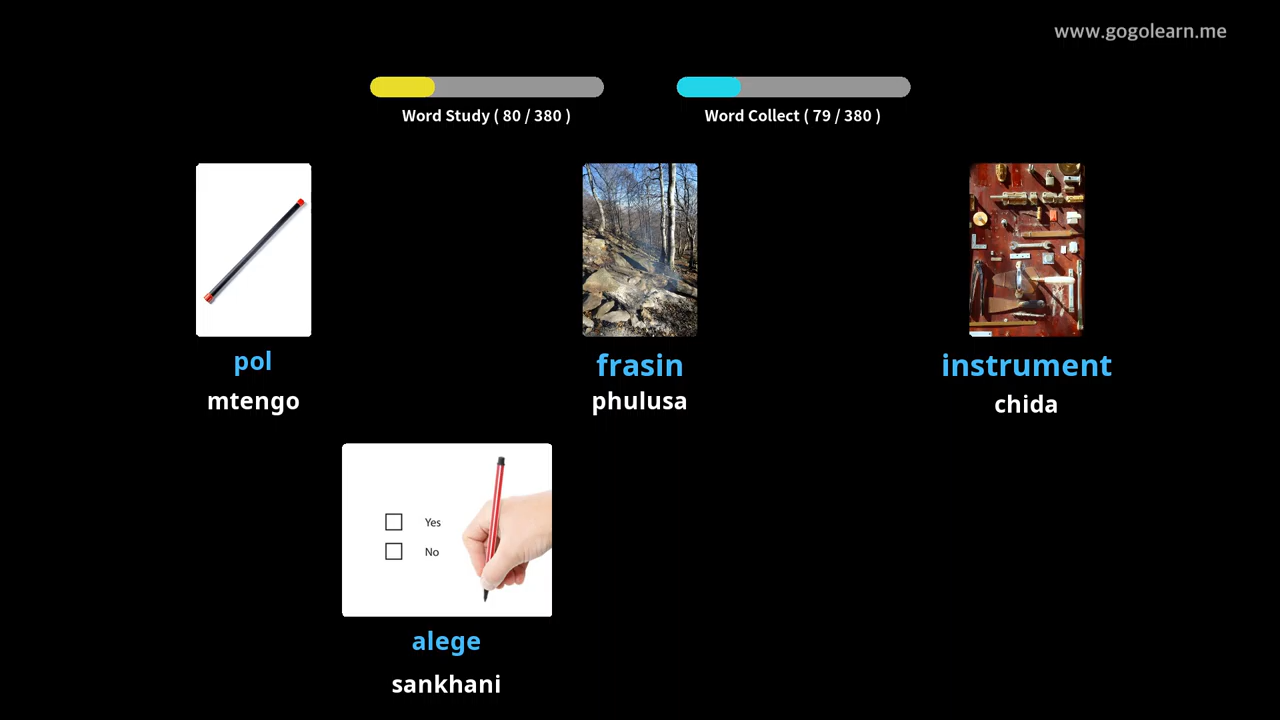 www.gogolearn.me
Word Study ( 80 / 380 )
Word Collect ( 79 / 380 )
pol
mtengo
frasin
phulusa
instrument
chida
Yes
No
alege
sankhani